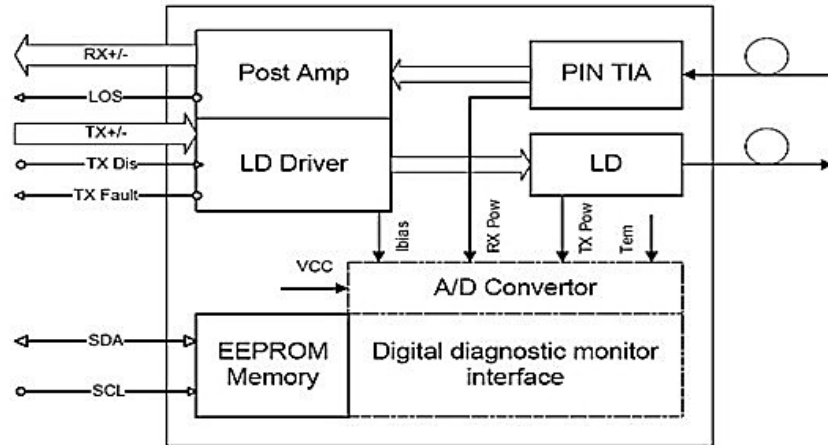 RX+/-
Post Amp
PIN TIA
LOS
TX+/-
LD Driver
LD
TX Dis
TX Fault
Ibias
RX Pow
TX Pow
Tem
VCC
A/D Convertor
SDA
EEPROM
Memory
Digital diagnostic monitor
interface
SCL